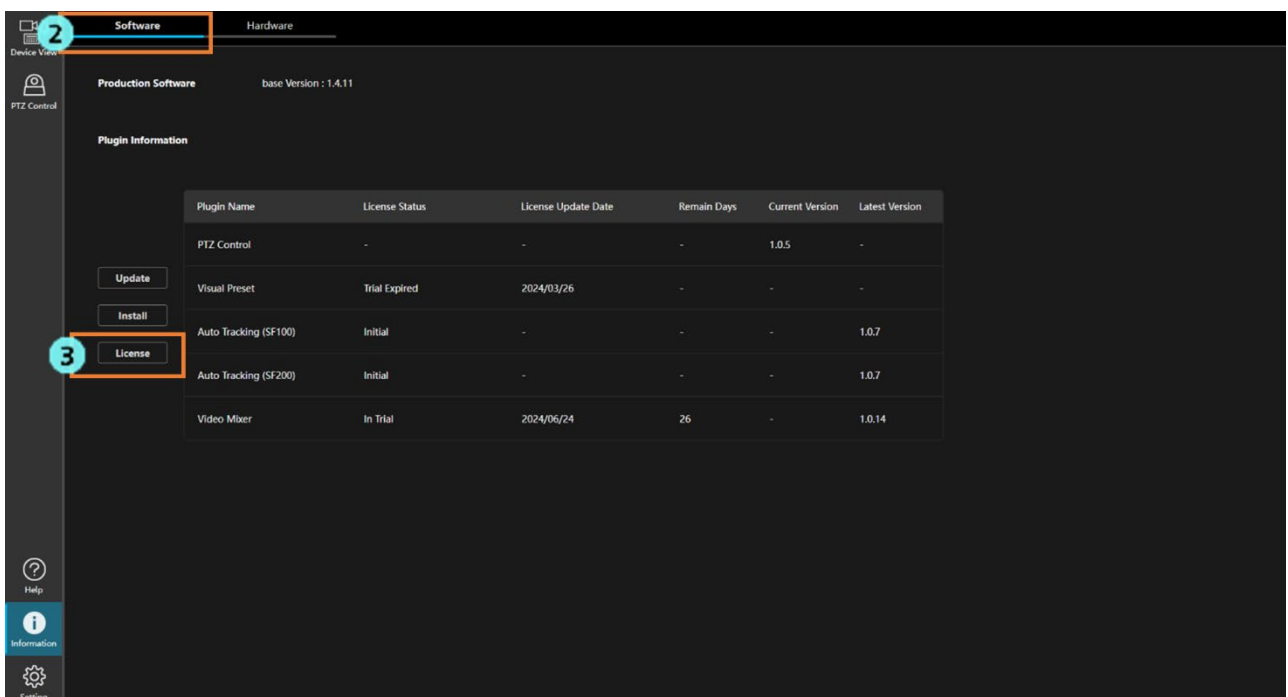 2
Software
Hardware
Device View
PTZ Control
Production Software
base Version : 1.4.11
Plugin Information
Plugin Name License Status License Update Date Remain Days Current Version Latest Version
PTZ Control - - - 1.0.5 -
Visual Preset Trial Expired 2024/03/26 - - -
Auto Tracking (SF100) Initial - - - 1.0.7
Auto Tracking (SF200) Initial - - - 1.0.7
Video Mixer In Trial 2024/06/24 26 - 1.0.14
Update
Install
3
License
Help
Information
Setting